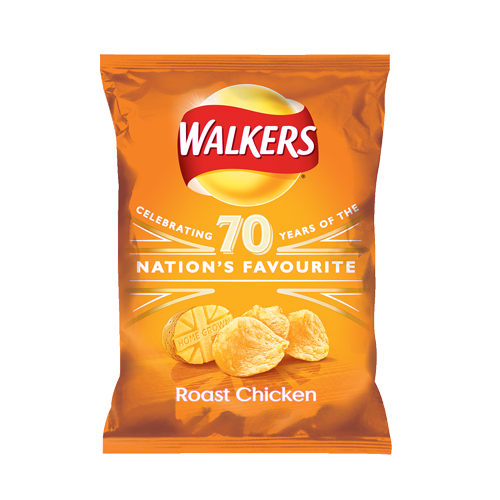 WALKERS
CELEBRATING 70 YEARS OF THE
NATION'S FAVOURITE
HOME GROWN
Roast Chicken